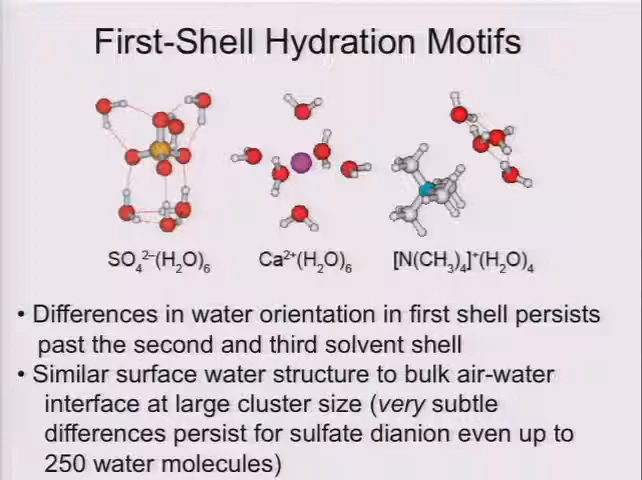 First-Shell Hydration Motifs
SO₄²⁻(H₂O)₆ Ca²⁺(H₂O)₆ [N(CH₃)₄]⁺(H₂O)₄
• Differences in water orientation in first shell persists
past the second and third solvent shell
• Similar surface water structure to bulk air-water
interface at large cluster size (very subtle
differences persist for sulfate dianion even up to
250 water molecules)